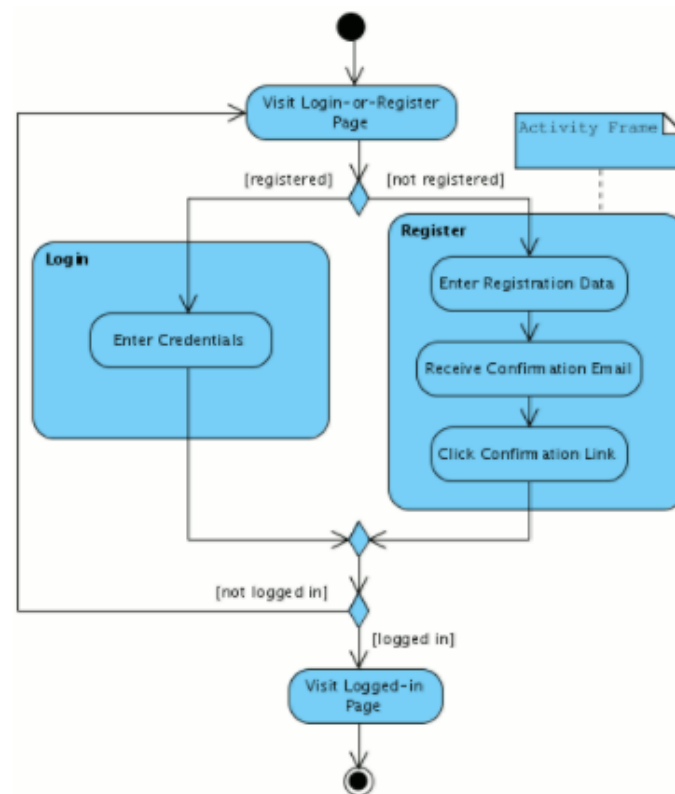 Visit Login-or-Register
Page
Activity Frame
[registered]
[not registered]
Login
Register
Enter Registration Data
Enter Credentials
Receive Confirmation Email
Click Confirmation Link
[not logged in]
[logged in]
Visit Logged-in
Page